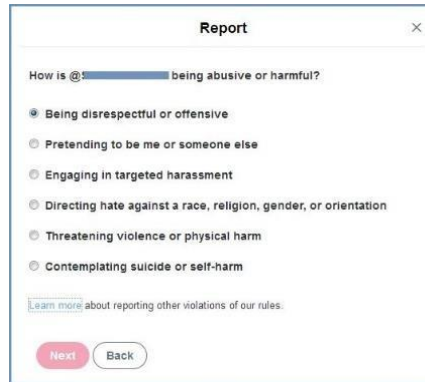 Report
How is @ being abusive or harmful?
Being disrespectful or offensive
Pretending to be me or someone else
Engaging in targeted harassment
Directing hate against a race, religion, gender, or orientation
Threatening violence or physical harm
Contemplating suicide or self-harm
Learn more about reporting other violations of our rules.
Next Back